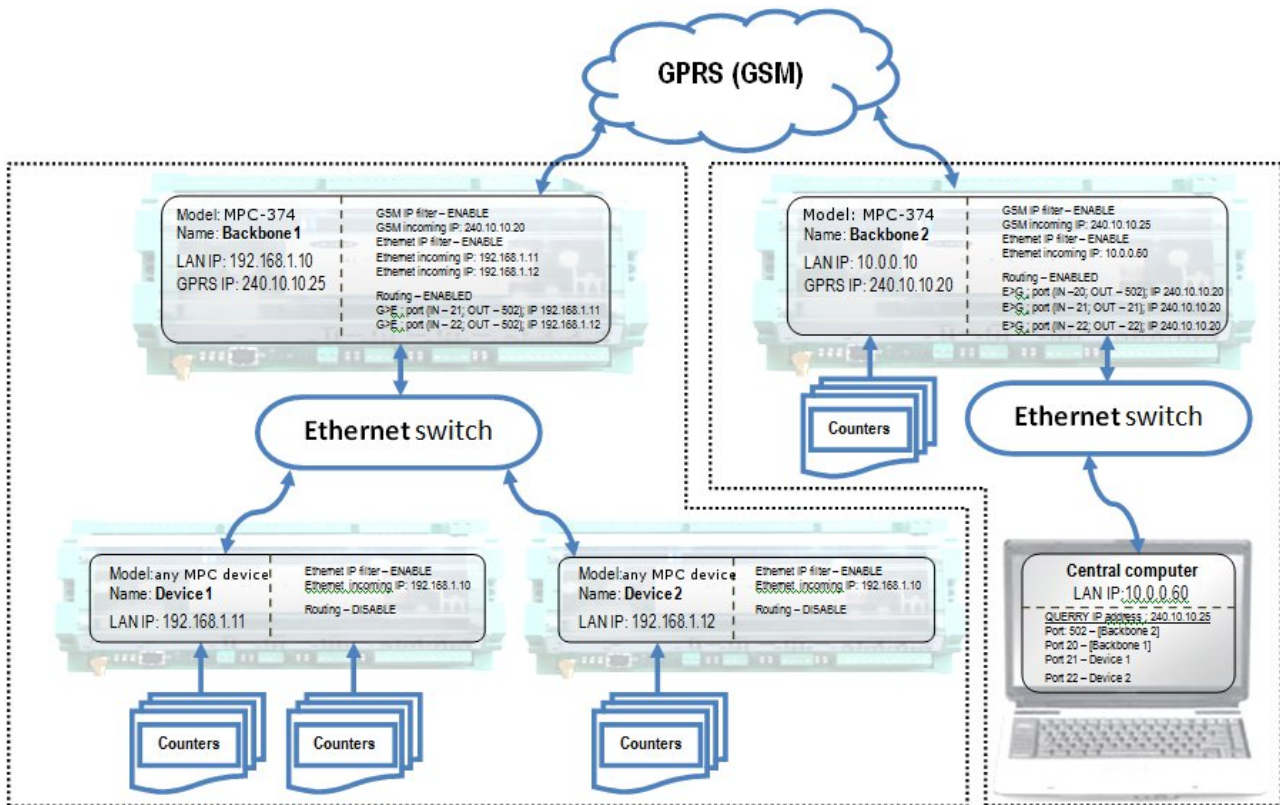 GPRS (GSM)
Model: MPC-374
Name: Backbone1
LAN IP: 192.168.1.10
GPRS IP: 240.10.10.25
GSM IP filter – ENABLE
GSM incoming IP: 240.10.10.20
Ethernet IP filter – ENABLE
Ethernet incoming IP: 192.168.1.11
Ethernet incoming IP: 192.168.1.12
Routing – ENABLED
G>E ; port (IN – 21; OUT – 502); IP 192.168.1.11
G>E ; port (IN – 22; OUT – 502); IP 192.168.1.12
Model: MPC-374
Name: Backbone2
LAN IP: 10.0.0.10
GPRS IP: 240.10.10.20
GSM IP filter – ENABLE
GSM incoming IP: 240.10.10.25
Ethernet IP filter – ENABLE
Ethernet incoming IP: 10.0.0.60
Routing – ENABLED
E>G ; port (IN –20; OUT – 502); IP 240.10.10.20
E>G ; port (IN – 21; OUT – 21); IP 240.10.10.20
E>G ; port (IN – 22; OUT – 22); IP 240.10.10.20
Ethernet switch
Counters
Ethernet switch
Model:any MPC device
Name: Device1
LAN IP: 192.168.1.11
Ethernet IP filter – ENABLE
Ethernet incoming IP: 192.168.1.10
Routing – DISABLE
Model:any MPC device
Name: Device2
LAN IP: 192.168.1.12
Ethernet IP filter – ENABLE
Ethernet incoming IP: 192.168.1.10
Routing – DISABLE
Central computer
LAN IP:10.0.0.60
QUERRY IP address : 240.10.10.25
Port: 502 – [Backbone 2]
Port 20 – [Backbone 1]
Port 21 – Device 1
Port 22 – Device 2
Counters
Counters
Counters